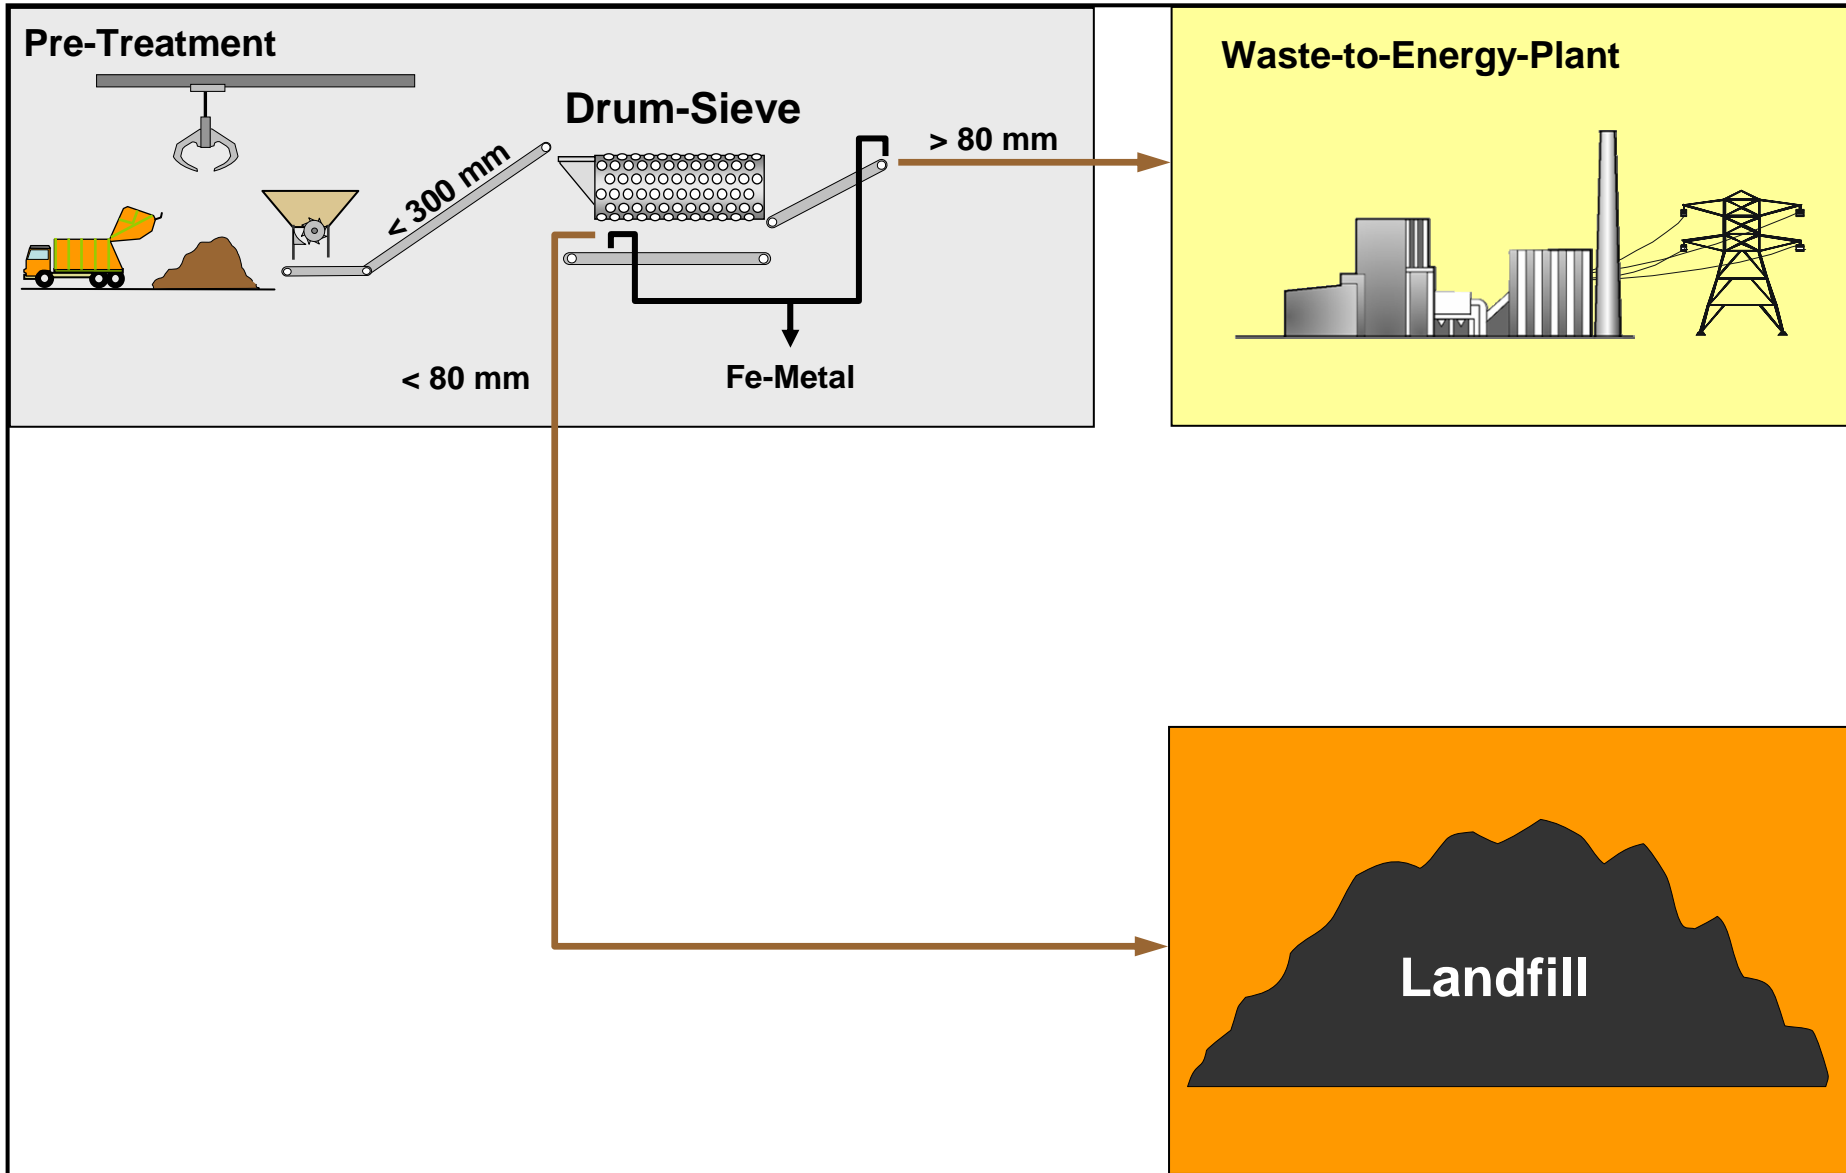 Pre-Treatment
Waste-to-Energy-Plant
Drum-Sieve
> 80 mm
< 300 mm
< 80 mm
Fe-Metal
Landfill